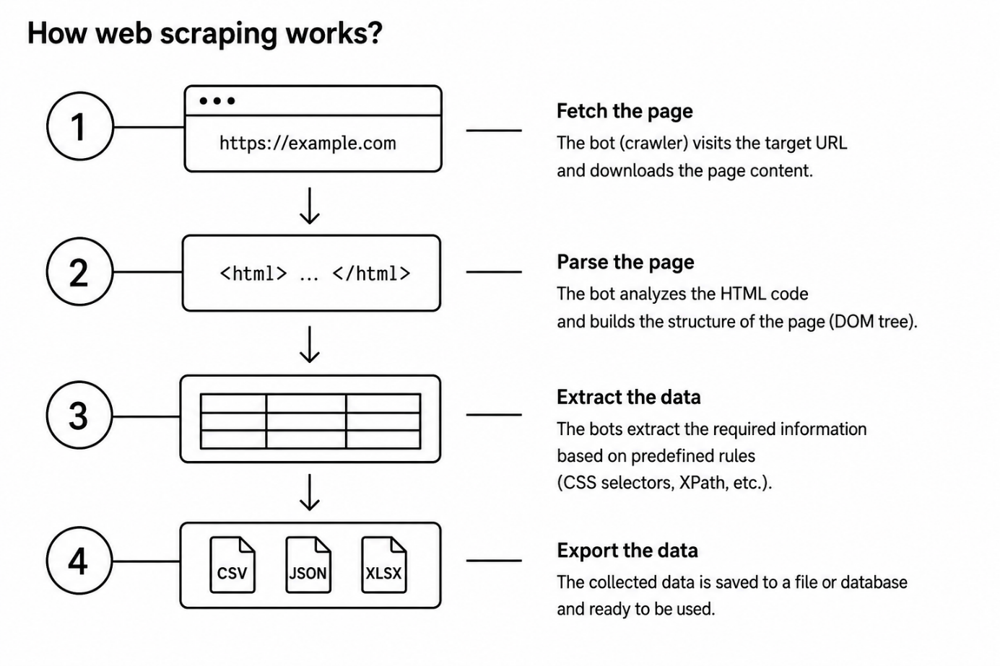 How web scraping works?
1
https://example.com
Fetch the page
The bot (crawler) visits the target URL
and downloads the page content.
2
<html> ... </html>
Parse the page
The bot analyzes the HTML code
and builds the structure of the page (DOM tree).
3
Extract the data
The bots extract the required information
based on predefined rules
(CSS selectors, XPath, etc.).
4
CSV JSON XLSX
Export the data
The collected data is saved to a file or database
and ready to be used.